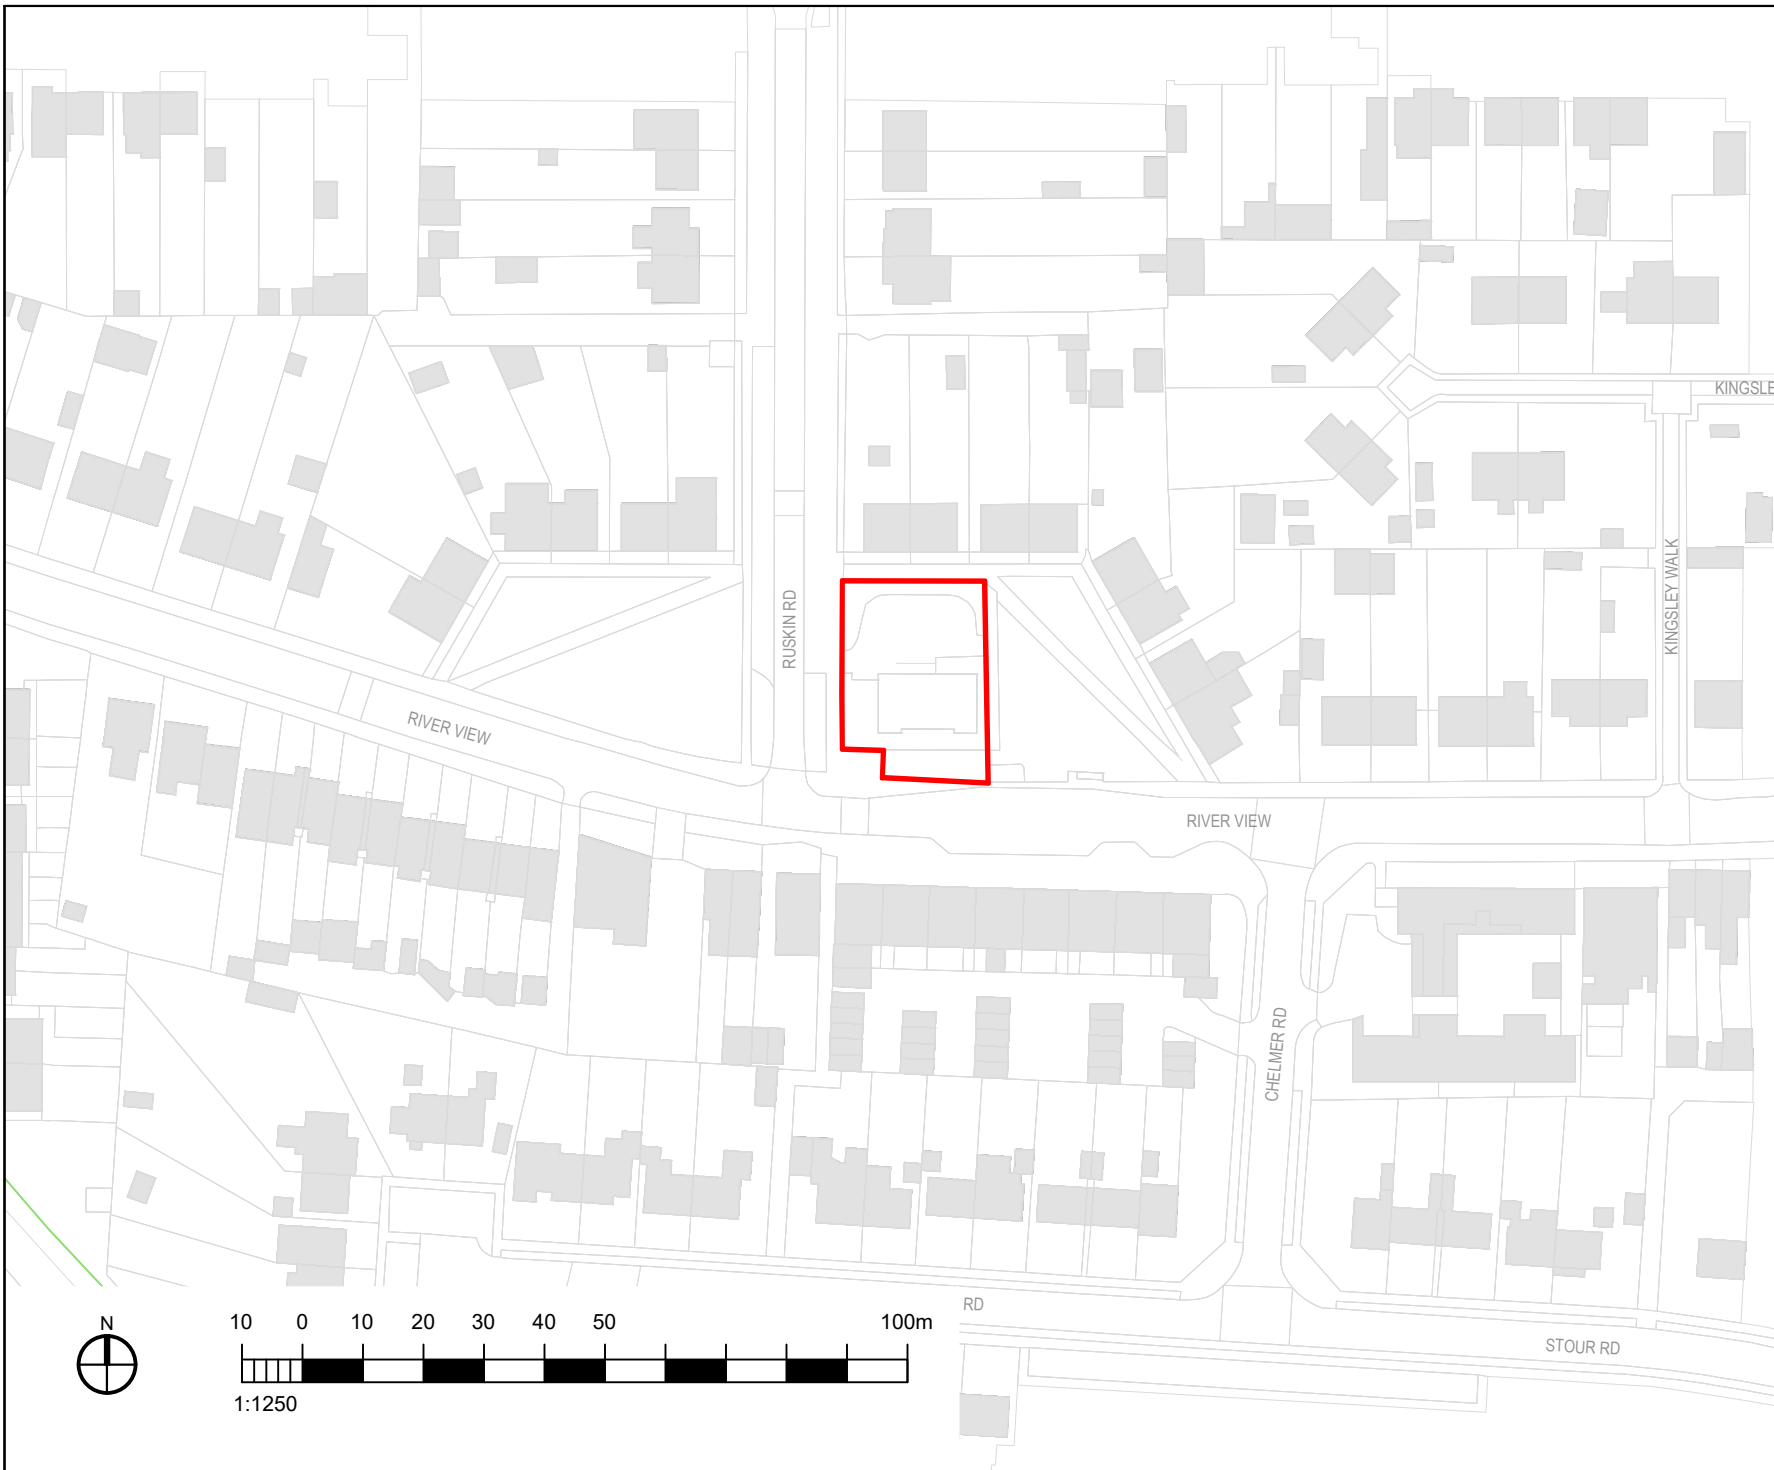 KINGSLE
KINGSLEY WALK
RUSKIN RD
RIVER VIEW
RIVER VIEW
CHELMER RD
RD
STOUR RD
N
10 0 10 20 30 40 50 100m
1:1250